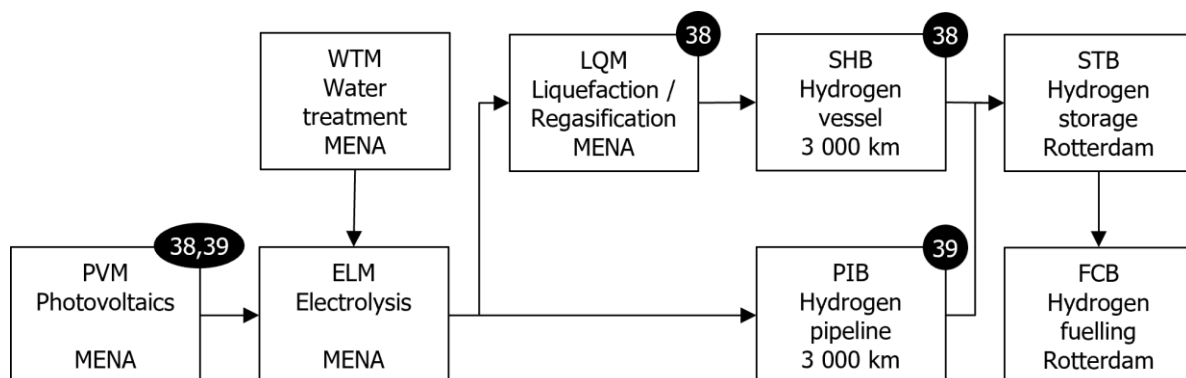 WTM
Water
treatment
MENA
38
LQM
Liquefaction /
Regasification
MENA
38
SHB
Hydrogen
vessel
3 000 km
STB
Hydrogen
storage
Rotterdam
38,39
PVM
Photovoltaics
MENA
ELM
Electrolysis
MENA
39
PIB
Hydrogen
pipeline
3 000 km
FCB
Hydrogen
fuelling
Rotterdam